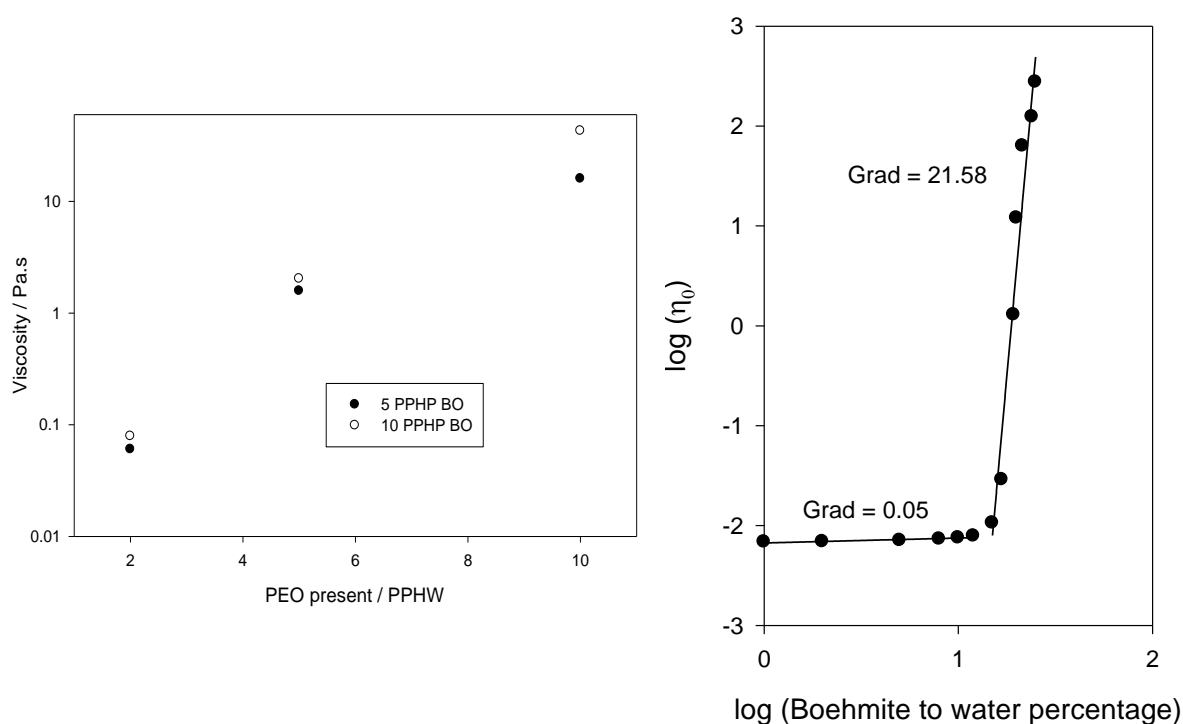 10
1
0.1
0.01
Viscosity / Pa.s
2
4
6
8
10
PEO present / PPHW
5 PPHP BO
10 PPHP BO
3
2
1
0
-1
-2
-3
log (η₀)
Grad = 21.58
Grad = 0.05
0
1
2
log (Boehmite to water percentage)